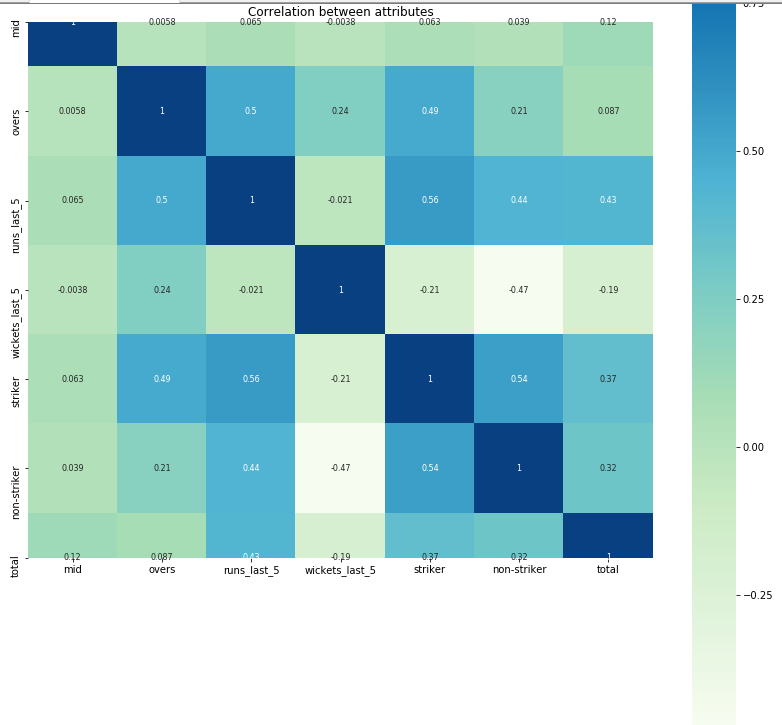 Correlation between attributes
mid 1 0.0058 0.065 -0.0038 0.063 0.039 0.12
overs 0.0058 1 0.5 0.24 0.49 0.21 0.087
runs_last_5 0.065 0.5 1 -0.021 0.56 0.44 0.43
wickets_last_5 -0.0038 0.24 -0.021 1 -0.21 -0.47 -0.19
striker 0.063 0.49 0.56 -0.21 1 0.54 0.37
non-striker 0.039 0.21 0.44 -0.47 0.54 1 0.32
total 0.12 0.087 0.43 -0.19 0.37 0.32 1
mid overs runs_last_5 wickets_last_5 striker non-striker total
0.75
0.50
0.25
0.00
−0.25